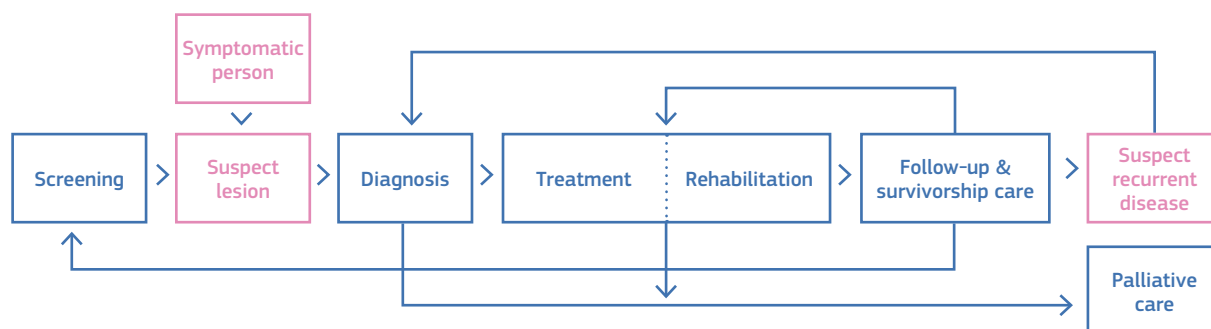 Symptomatic
person
Screening
Suspect
lesion
Diagnosis
Treatment
Rehabilitation
Follow-up &
survivorship care
Suspect
recurrent
disease
Palliative
care